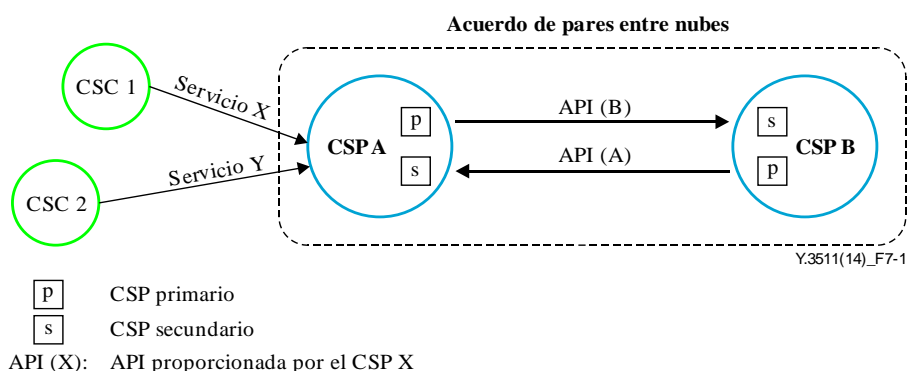 Acuerdo de pares entre nubes
CSC 1
Servicio X
CSP A
p
s
API (B)
API (A)
s
p
CSP B
Servicio Y
CSC 2
Y.3511(14)_F7-1
p CSP primario
s CSP secundario
API (X): API proporcionada por el CSP X